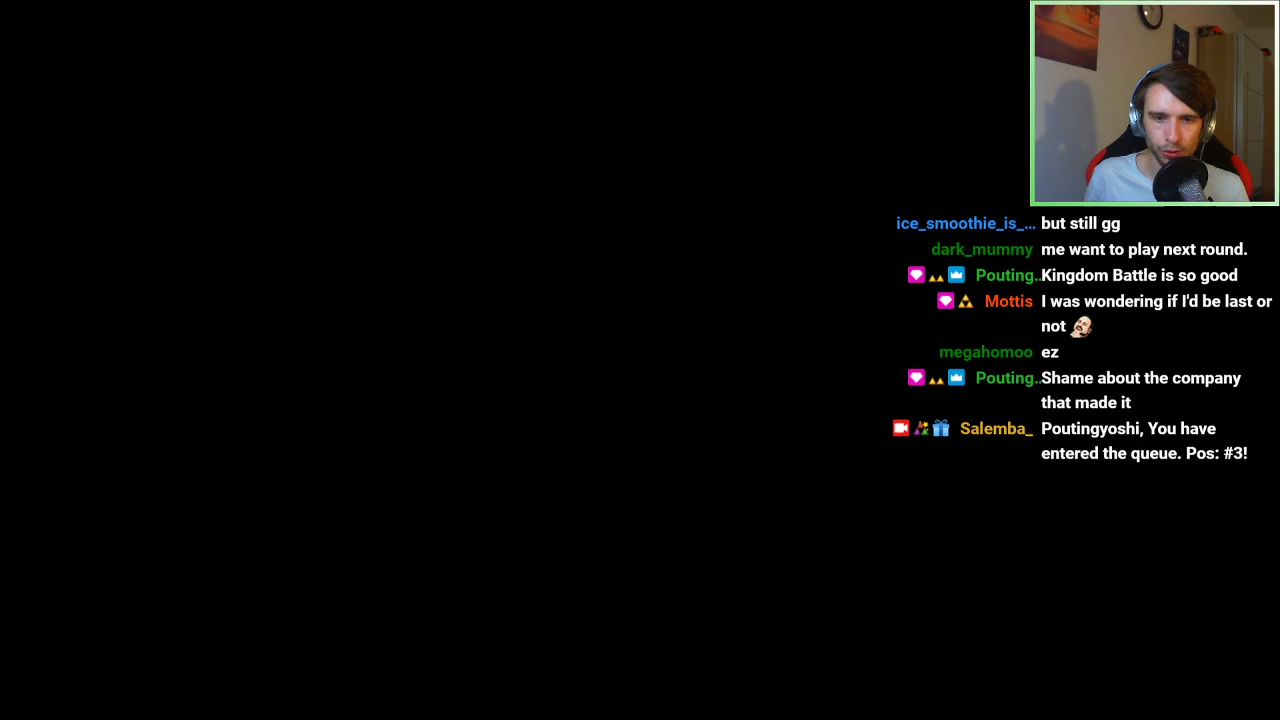 ice_smoothie_is_... but still gg
dark_mummy me want to play next round.
Pouting.. Kingdom Battle is so good
Mottis I was wondering if I'd be last or
not
megahomoo ez
Pouting.. Shame about the company
that made it
Salemba_ Poutingyoshi, You have
entered the queue. Pos: #3!